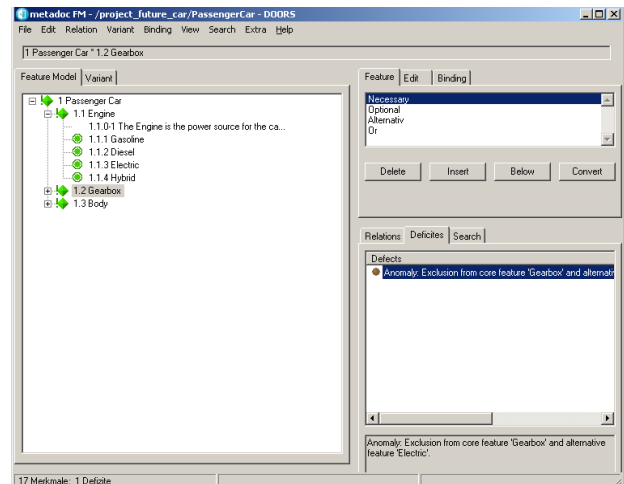 metadoc FM - /project_future_car/PassengerCar - DOORS
File Edit Relation Variant Binding View Search Extra Help
1 Passenger Car " 1.2 Gearbox
Feature Model Variant
1 Passenger Car
1.1 Engine
1.1.0-1 The Engine is the power source for the ca...
1.1.1 Gasoline
1.1.2 Diesel
1.1.3 Electric
1.1.4 Hybrid
1.2 Gearbox
1.3 Body
Feature Edit Binding
Necessary
Optional
Alternativ
Or
Delete Insert Below Convert
Relations Deficites Search
Defects
Anomaly: Exclusion from core feature 'Gearbox' and alternativ
Anomaly: Exclusion from core feature 'Gearbox' and alternative
feature 'Electric'.
17 Merkmale: 1 Defizite